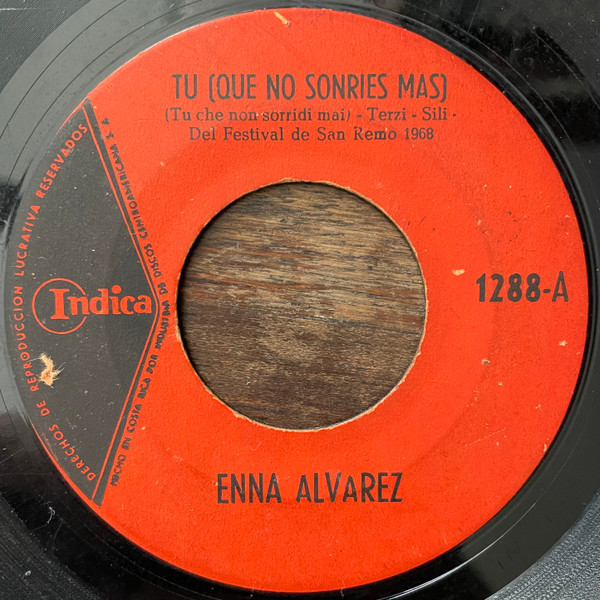 TU (QUE NO SONRIES MAS)
(Tu che non sorridi mai) - Terzi - Sili -
Del Festival de San Remo 1968
DERECHOS DE REPRODUCCION LUCRATIVA RESERVADOS
Indica
HECHO EN COSTA RICA POR INDUSTRIA DE DISCOS CENTROAMERICANA S A
1288-A
ENNA ALVAREZ